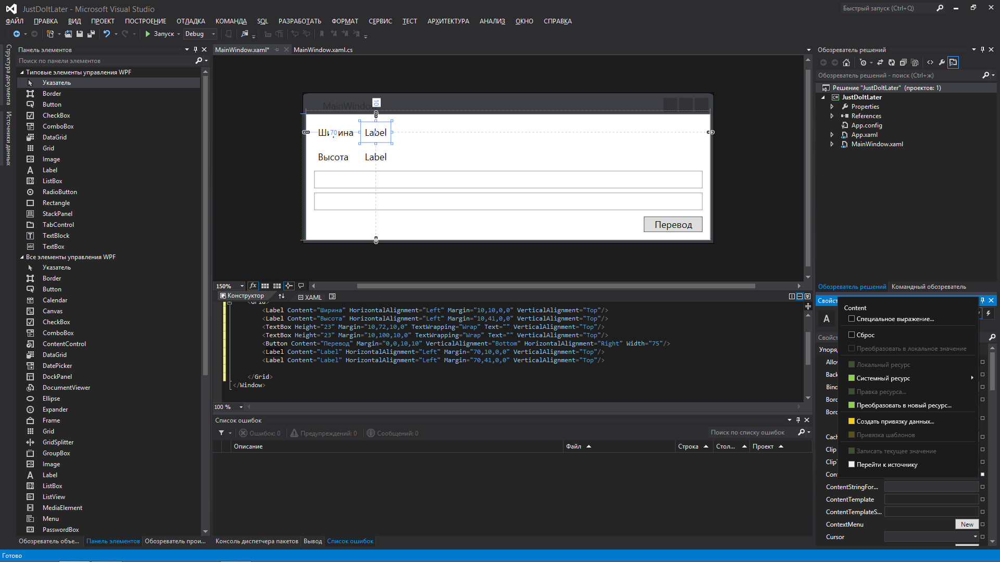 JustDoItLater - Microsoft Visual Studio
Быстрый запуск (Ctrl+Q)
ФАЙЛ ПРАВКА ВИД ПРОЕКТ ПОСТРОЕНИЕ ОТЛАДКА КОМАНДА SQL РАЗРАБОТАТЬ ФОРМАТ СЕРВИС ТЕСТ АРХИТЕКТУРА АНАЛИЗ ОКНО СПРАВКА
Запуск Debug
Структура документа
Источники данных
Панель элементов
Поиск по панели элементов
Типовые элементы управления WPF
Указатель
Border
Button
CheckBox
ComboBox
DataGrid
Grid
Image
Label
ListBox
RadioButton
Rectangle
StackPanel
TabControl
TextBlock
TextBox
Все элементы управления WPF
Указатель
Border
Button
Calendar
Canvas
CheckBox
ComboBox
ContentControl
DataGrid
DatePicker
DockPanel
DocumentViewer
Ellipse
Expander
Frame
Grid
GridSplitter
GroupBox
Image
Label
ListBox
ListView
MediaElement
Menu
PasswordBox
Обозреватель объе... Панель элементов Обозреватель прои...
MainWindow.xaml* MainWindow.xaml.cs
MainWindow
10
70
Label
Высота Label
Перевод
150%
Конструктор XAML
<Grid>
<Label Content="Ширина" HorizontalAlignment="Left" Margin="10,10,0,0" VerticalAlignment="Top"/>
<Label Content="Высота" HorizontalAlignment="Left" Margin="10,41,0,0" VerticalAlignment="Top"/>
<TextBox Height="23" Margin="10,72,10,0" TextWrapping="Wrap" Text="" VerticalAlignment="Top"/>
<TextBox Height="23" Margin="10,100,10,0" TextWrapping="Wrap" Text="" VerticalAlignment="Top"/>
<Button Content="Перевод" Margin="0,0,10,10" VerticalAlignment="Bottom" HorizontalAlignment="Right" Width="75"/>
<Label Content="Label" HorizontalAlignment="Left" Margin="70,10,0,0" VerticalAlignment="Top"/>
<Label Content="Label" HorizontalAlignment="Left" Margin="70,41,0,0" VerticalAlignment="Top"/>
</Grid>
</Window>
100 %
Список ошибок
Ошибок: 0 Предупреждений: 0 Сообщений: 0
Поиск по списку ошибок
Описание Файл Строка Стол... Проект
Консоль диспетчера пакетов Вывод Список ошибок
Обозреватель решений
Обозреватель решений - поиск (Ctrl+ж)
Решение "JustDoItLater" (проектов: 1)
JustDoItLater
Properties
References
App.config
App.xaml
MainWindow.xaml
Обозреватель решений Командный обозреватель
Свойст
Content
Специальное выражение...
Сброс
Преобразовать в локальное значение
Локальный ресурс
Системный ресурс
Правка ресурса...
Преобразовать в новый ресурс...
Создать привязку данных...
Привязка шаблонов
Записать текущее значение
Перейти к источнику
A
Свойст
Упоряд
Allov
Back
Bind
Bord
Bord
Cach
Clip
ClipT
Con
ContentStringFor...
ContentTemplate
ContentTemplateS...
ContextMenu New
Cursor
Готово